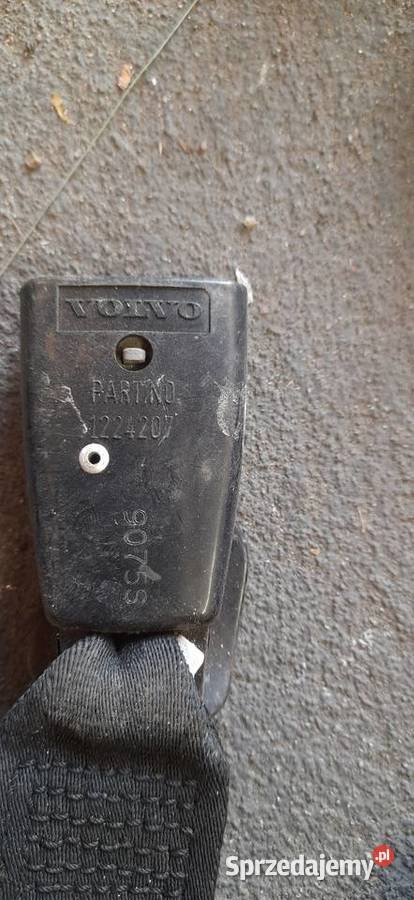 VOLVO
PART.NO.
1224207
9075S
Sprzedajemy.pl